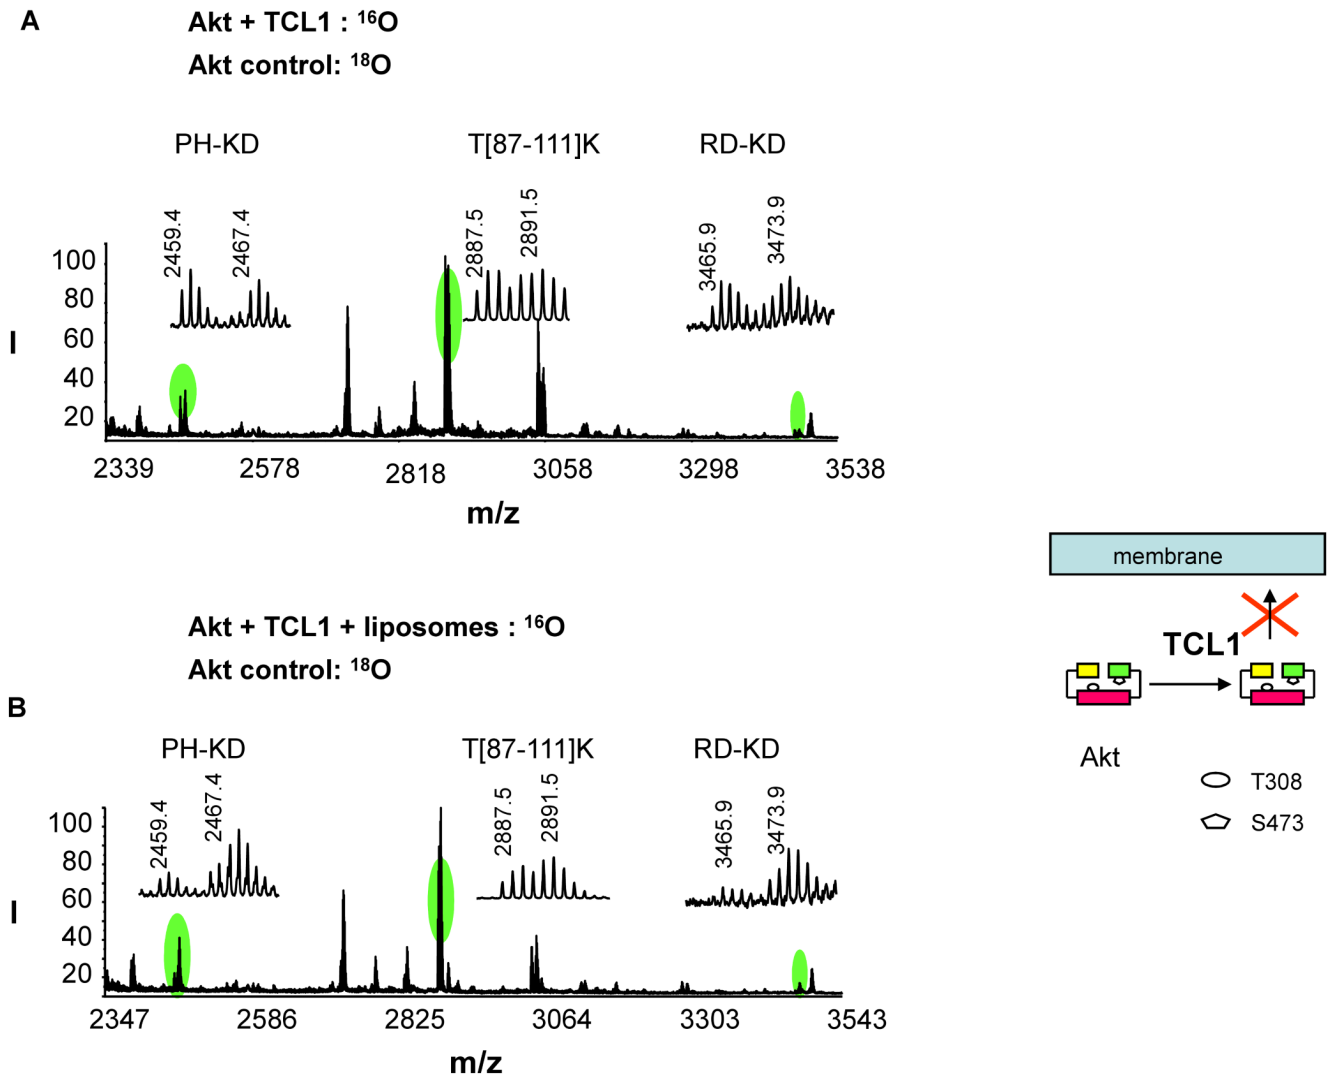 A
Akt + TCL1 : ¹⁶O
Akt control: ¹⁸O
PH-KD
T[87-111]K
RD-KD
2459.4
2467.4
2887.5
2891.5
3465.9
3473.9
100
80
60
40
20
I
2339
2578
2818
3058
3298
3538
m/z
membrane
TCL1
Akt
T308
S473
Akt + TCL1 + liposomes : ¹⁶O
Akt control: ¹⁸O
B
PH-KD
T[87-111]K
RD-KD
2459.4
2467.4
2887.5
2891.5
3465.9
3473.9
100
80
60
40
20
I
2347
2586
2825
3064
3303
3543
m/z